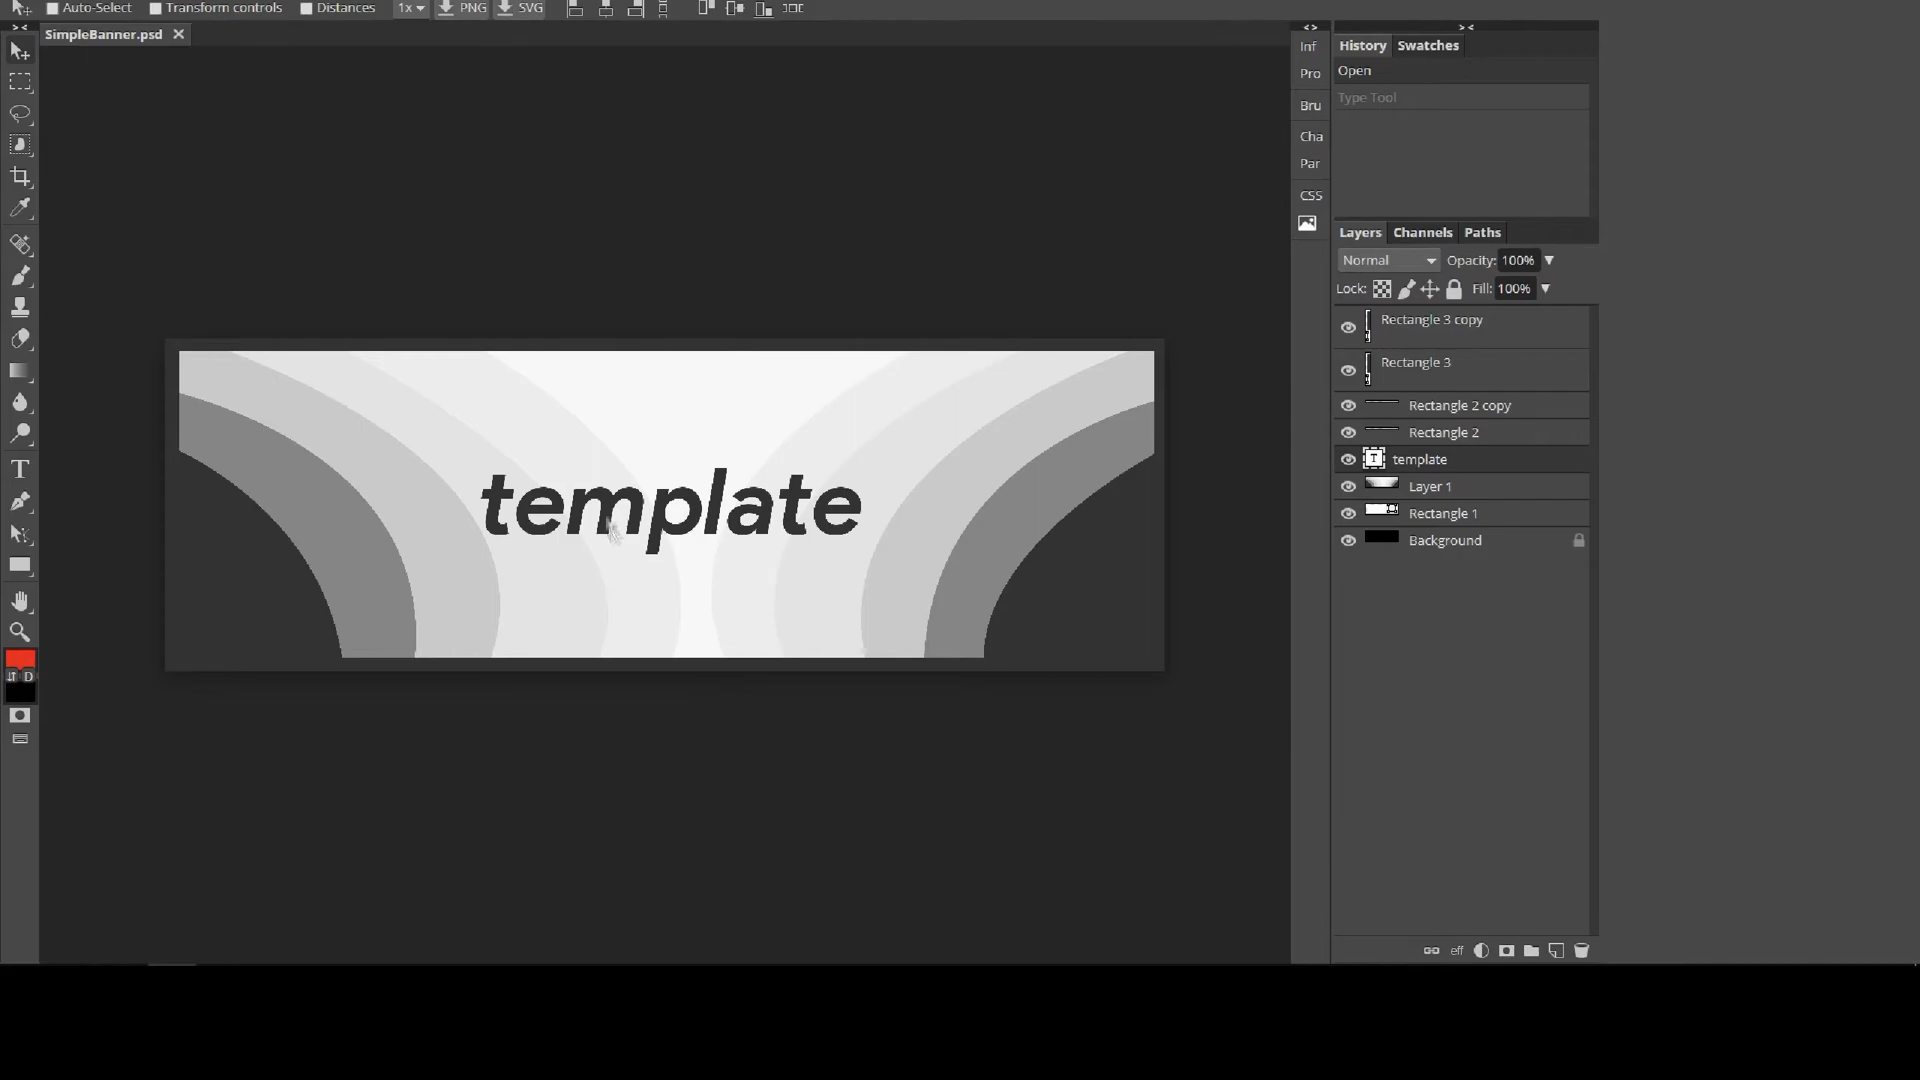 Auto-Select Transform controls Distances 1x PNG SVG
SimpleBanner.psd
Inf
Pro
Bru
Cha
Par
CSS
History Swatches
Open
Type Tool
Layers Channels Paths
Normal Opacity: 100%
Lock: Fill: 100%
Rectangle 3 copy
Rectangle 3
Rectangle 2 copy
Rectangle 2
T template
Layer 1
Rectangle 1
Background
eff
T
D
template